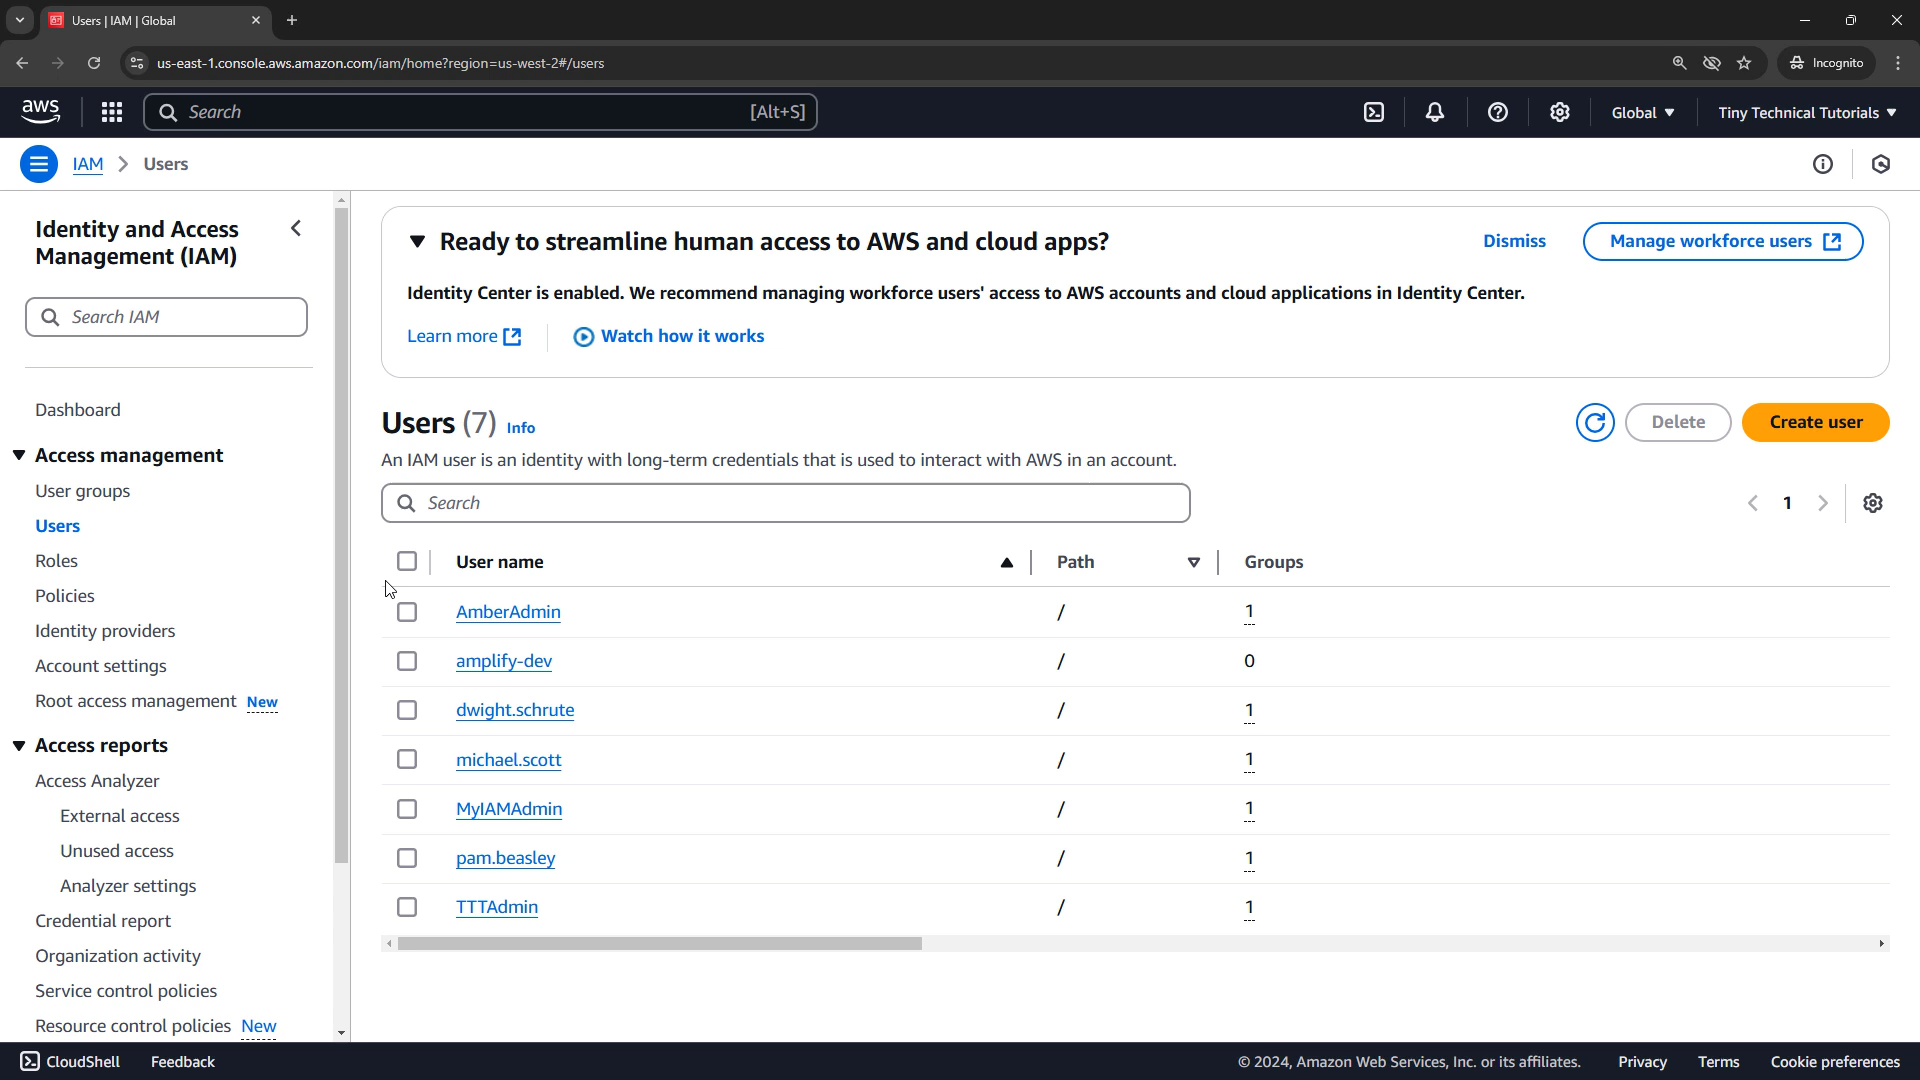 Users | IAM | Global
us-east-1.console.aws.amazon.com/iam/home?region=us-west-2#/users
Incognito
aws
Search
[Alt+S]
Global
Tiny Technical Tutorials
IAM > Users
Identity and Access
Management (IAM)
Search IAM
Dashboard
Access management
User groups
Users
Roles
Policies
Identity providers
Account settings
Root access management New
Access reports
Access Analyzer
External access
Unused access
Analyzer settings
Credential report
Organization activity
Service control policies
Resource control policies New
Ready to streamline human access to AWS and cloud apps?
Dismiss
Manage workforce users
Identity Center is enabled. We recommend managing workforce users' access to AWS accounts and cloud applications in Identity Center.
Learn more
Watch how it works
Users (7) Info
Delete
Create user
An IAM user is an identity with long-term credentials that is used to interact with AWS in an account.
Search
1
User name Path Groups
AmberAdmin / 1
amplify-dev / 0
dwight.schrute / 1
michael.scott / 1
MyIAMAdmin / 1
pam.beasley / 1
TTTAdmin / 1
CloudShell Feedback
© 2024, Amazon Web Services, Inc. or its affiliates. Privacy Terms Cookie preferences